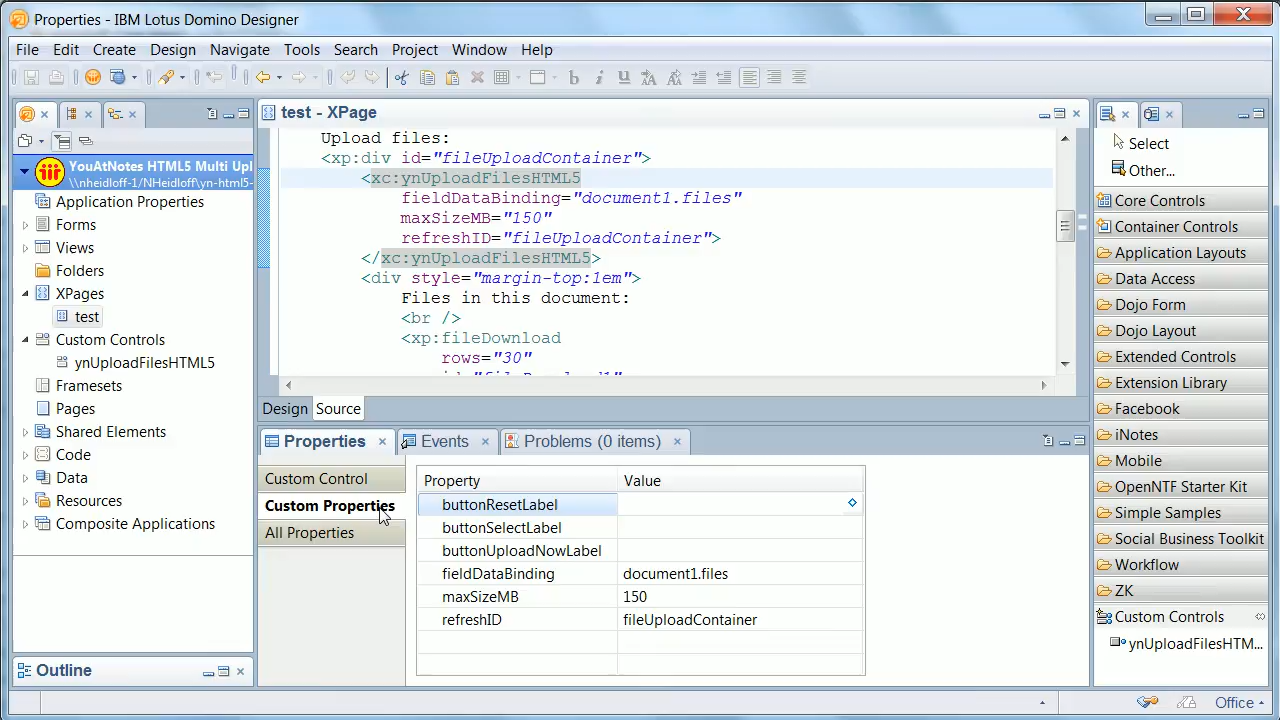 Properties - IBM Lotus Domino Designer
File Edit Create Design Navigate Tools Search Project Window Help
YouAtNotes HTML5 Multi Upl
\\nheidloff-1/NHeidloff/yn-html5-
Application Properties
Forms
Views
Folders
XPages
test
Custom Controls
ynUploadFilesHTML5
Framesets
Pages
Shared Elements
Code
Data
Resources
Composite Applications
Outline
test - XPage
Upload files:
<xp:div id="fileUploadContainer">
<xc:ynUploadFilesHTML5
fieldDataBinding="document1.files"
maxSizeMB="150"
refreshID="fileUploadContainer">
</xc:ynUploadFilesHTML5>
<div style="margin-top:1em">
Files in this document:
<br />
<xp:fileDownload
rows="30"
Design Source
Properties Events Problems (0 items)
Custom Control
Custom Properties
All Properties
Property Value
buttonResetLabel
buttonSelectLabel
buttonUploadNowLabel
fieldDataBinding document1.files
maxSizeMB 150
refreshID fileUploadContainer
Select
Other...
Core Controls
Container Controls
Application Layouts
Data Access
Dojo Form
Dojo Layout
Extended Controls
Extension Library
Facebook
iNotes
Mobile
OpenNTF Starter Kit
Simple Samples
Social Business Toolkit
Workflow
ZK
Custom Controls
ynUploadFilesHTM...
Office